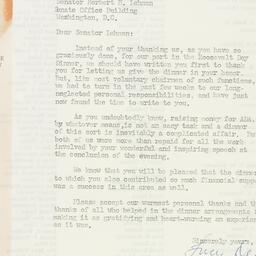 Senator Herbert H. Lehman
Senate Office Building
Washington, D.C.
Dear Senator Lehman:
Instead of your thanking us, as you have so
graciously done, for our part in the Roosevelt Day
Dinner, we should have written you first to thank
you for letting us give the dinner in your honor.
But, like most voluntary chairmen of such functions,
we had to turn in the past few weeks to our long-
neglected personal responsibilities, and have just
now found the time to write to you.
As you undoubtedly know, raising money for ADA,
by whatever means, is not an easy task and a dinner
of this sort is inevitably a complicated affair.
both of us were more than repaid for all the work
involved by your wonderful and inspiring speech at
the conclusion of the evening.
We know that you will be pleased that the dinner
to which you also contributed so much financial support
was a success in this area as well.
Please accept our warmest personal thanks and the
thanks of all who helped in the dinner arrangements
making it as gratifying and heart-warming an experience
as it was.
Sincerely yours,